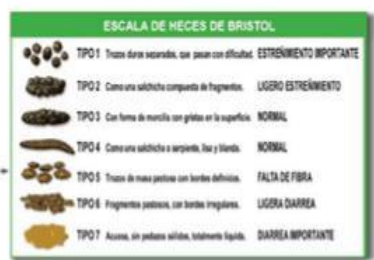 ESCALA DE HECES DE BRISTOL
TIPO 1 Trozos duros separados, que pasan con dificultad. ESTREÑIMIENTO IMPORTANTE
TIPO 2 Como una salchicha compuesta de fragmentos. LIGERO ESTREÑIMIENTO
TIPO 3 Con forma de morcilla con grietas en la superficie. NORMAL
TIPO 4 Como una salchicha o serpiente, lisa y blanda. NORMAL
TIPO 5 Trozos de masa pastosa con bordes definidos. FALTA DE FIBRA
TIPO 6 Fragmentos pastosos, con bordes irregulares. LIGERA DIARREA
TIPO 7 Acuosa, sin pedazos sólidos, totalmente líquida. DIARREA IMPORTANTE